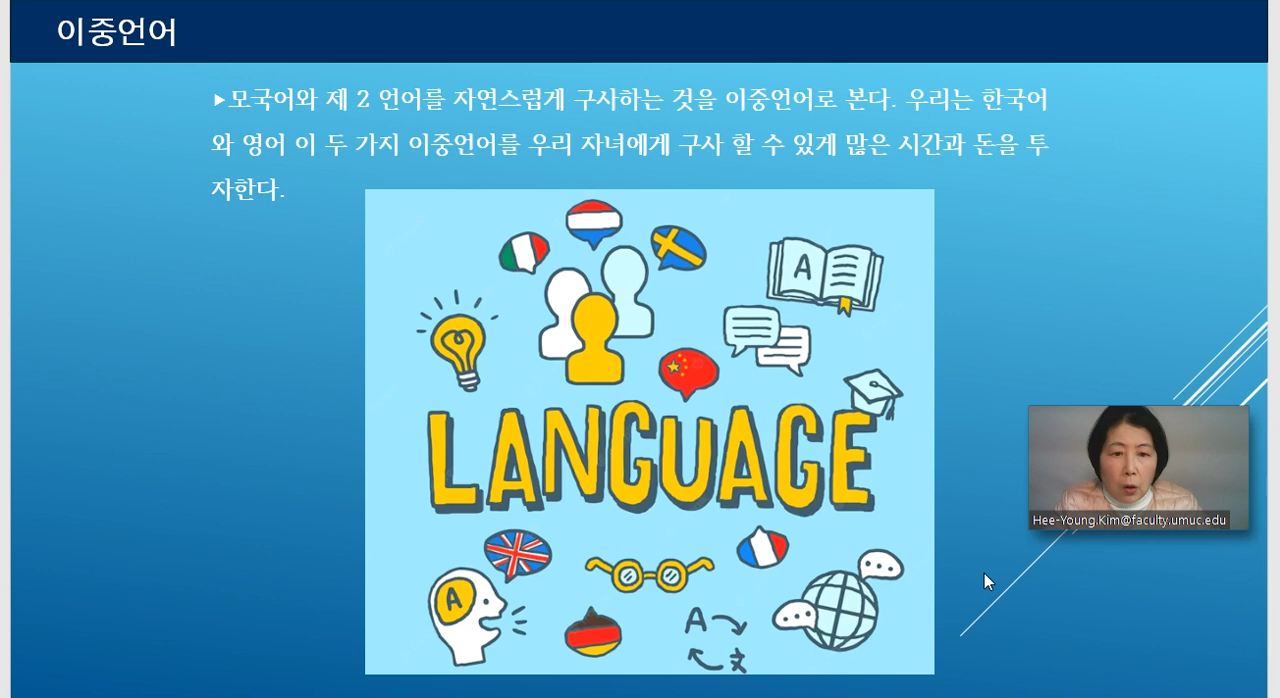 이중언어
▶모국어와 제 2 언어를 자연스럽게 구사하는 것을 이중언어로 본다. 우리는 한국어
와 영어 이 두 가지 이중언어를 우리 자녀에게 구사 할 수 있게 많은 시간과 돈을 투
자한다.
A
LANGUAGE
Hee-Young.Kim@faculty.umuc.edu
A
A
文